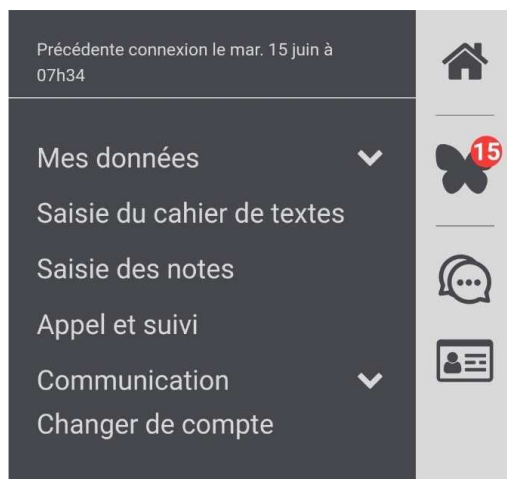 Précédente connexion le mar. 15 juin à
07h34
Mes données
Saisie du cahier de textes
Saisie des notes
Appel et suivi
Communication
Changer de compte
15